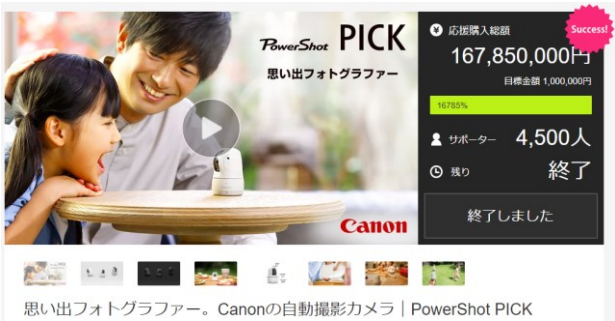 PowerShot PICK
思い出フォトグラファー
Canon
応援購入総額
Success!
167,850,000円
目標金額 1,000,000円
16785%
サポーター 4,500人
残り 終了
終了しました
思い出フォトグラファー。Canonの自動撮影カメラ｜PowerShot PICK